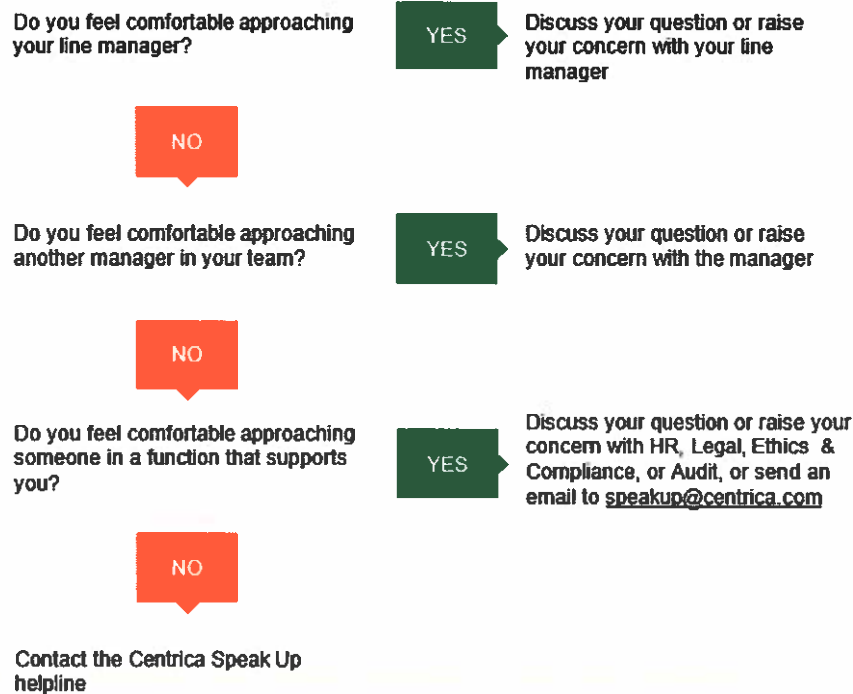 Do you feel comfortable approaching
your line manager?
YES
Discuss your question or raise
your concern with your line
manager
NO
Do you feel comfortable approaching
another manager in your team?
YES
Discuss your question or raise
your concern with the manager
NO
Do you feel comfortable approaching
someone in a function that supports
you?
YES
Discuss your question or raise your
concern with HR, Legal, Ethics &
Compliance, or Audit, or send an
email to speakup@centrica.com
NO
Contact the Centrica Speak Up
helpline